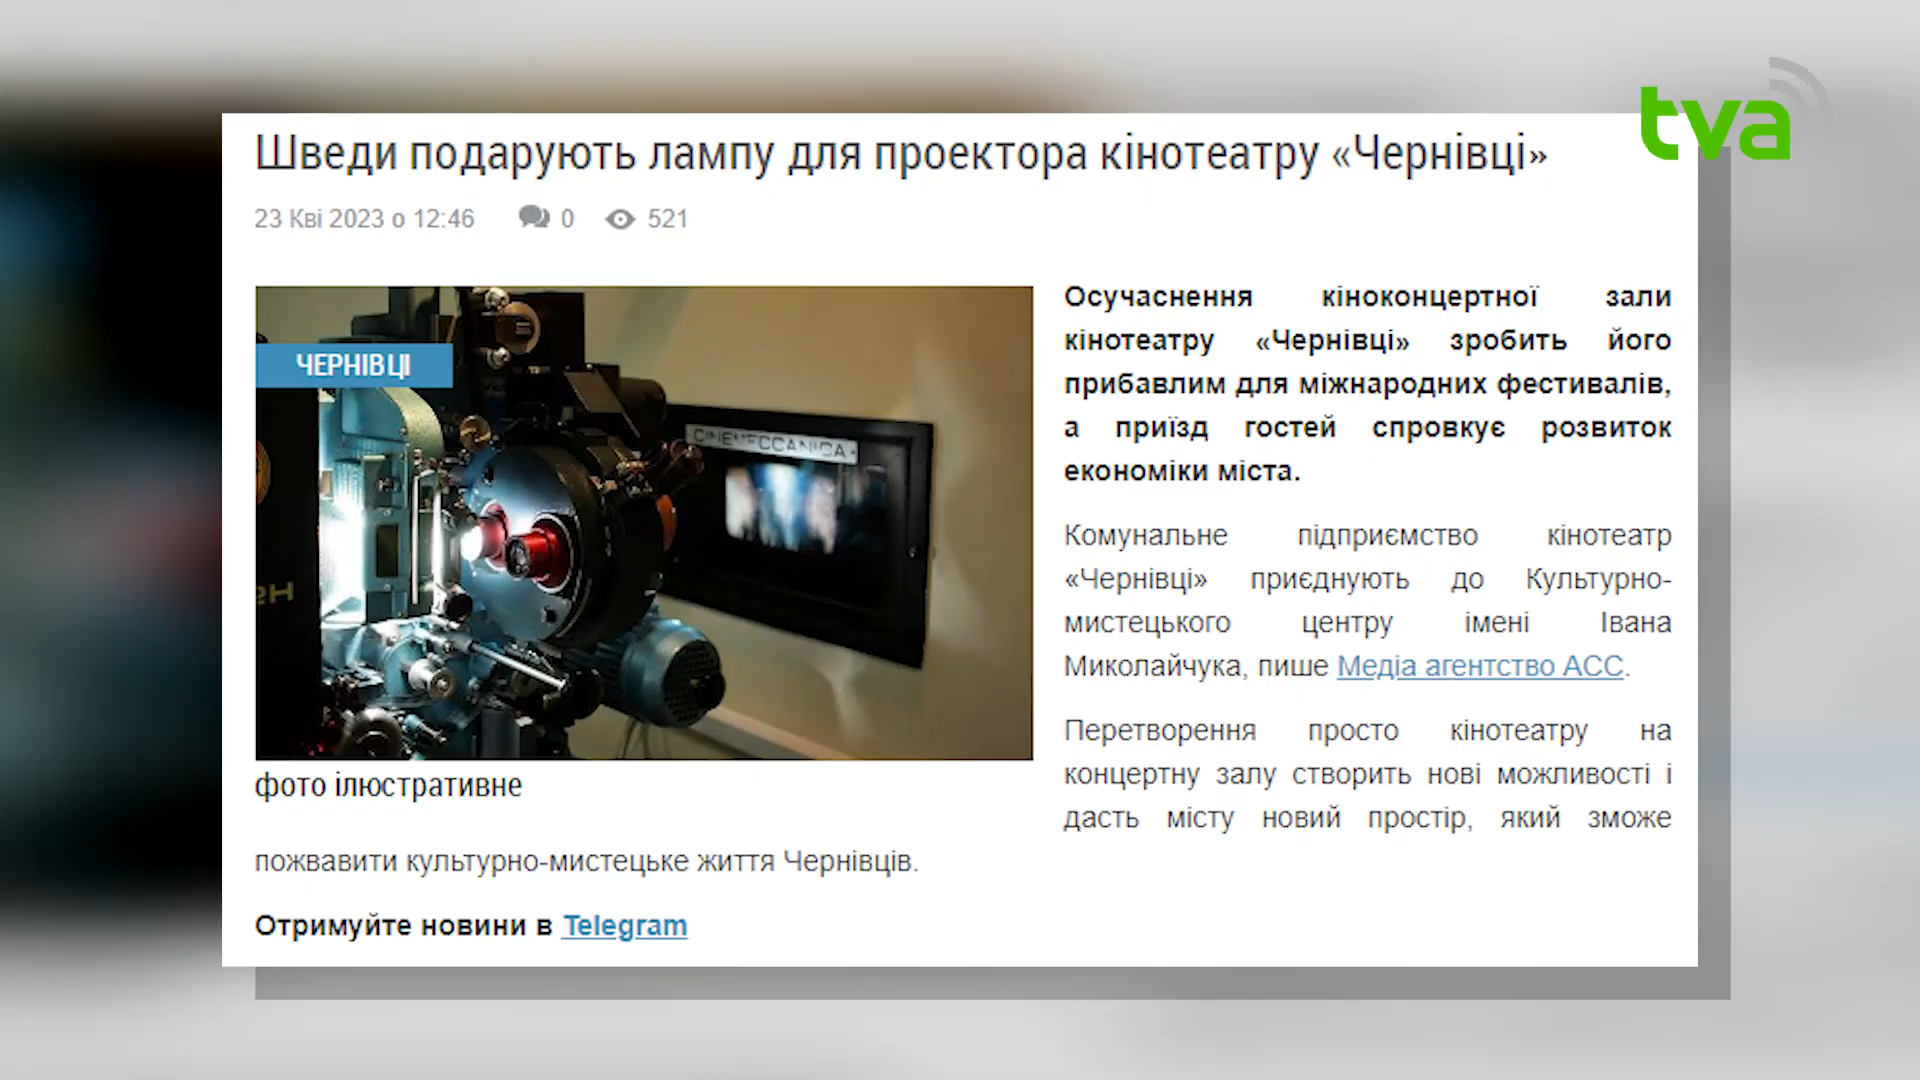 tva
Шведи подарують лампу для проектора кінотеатру «Чернівці»
23 Кві 2023 о 12:46 0 521
ЧЕРНІВЦІ
CINEMECCANICA
фото ілюстративне
Осучаснення кіноконцертної зали
кінотеатру «Чернівці» зробить його
прибавлим для міжнародних фестивалів,
а приїзд гостей спровкує розвиток
економіки міста.
Комунальне підприємство кінотеатр
«Чернівці» приєднують до Культурно-
мистецького центру імені Івана
Миколайчука, пише Медіа агентство АСС.
Перетворення просто кінотеатру на
концертну залу створить нові можливості і
дасть місту новий простір, який зможе
пожвавити культурно-мистецьке життя Чернівців.
Отримуйте новини в Telegram